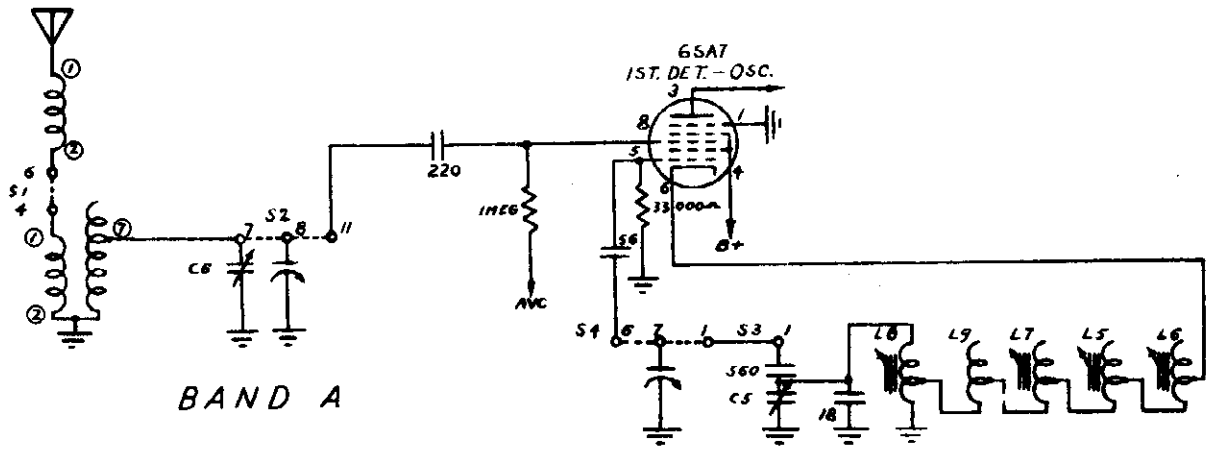 6SA7
1ST. DET. - OSC.
3
1
8
5
6
4
①
②
6
S1
4
①
②
⑦
7
S2
8
11
C6
220
1MEG
AVC
33000Ω
B+
56
S4
6
7
1
S3
1
560
C5
18
L8
L9
L7
L5
L6
BAND A